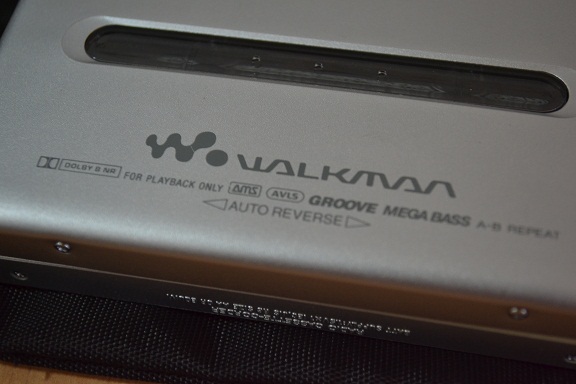 WALKMAN
DOLBY B NR FOR PLAYBACK ONLY AMS AVLS GROOVE MEGA BASS A-B REPEAT
AUTO REVERSE